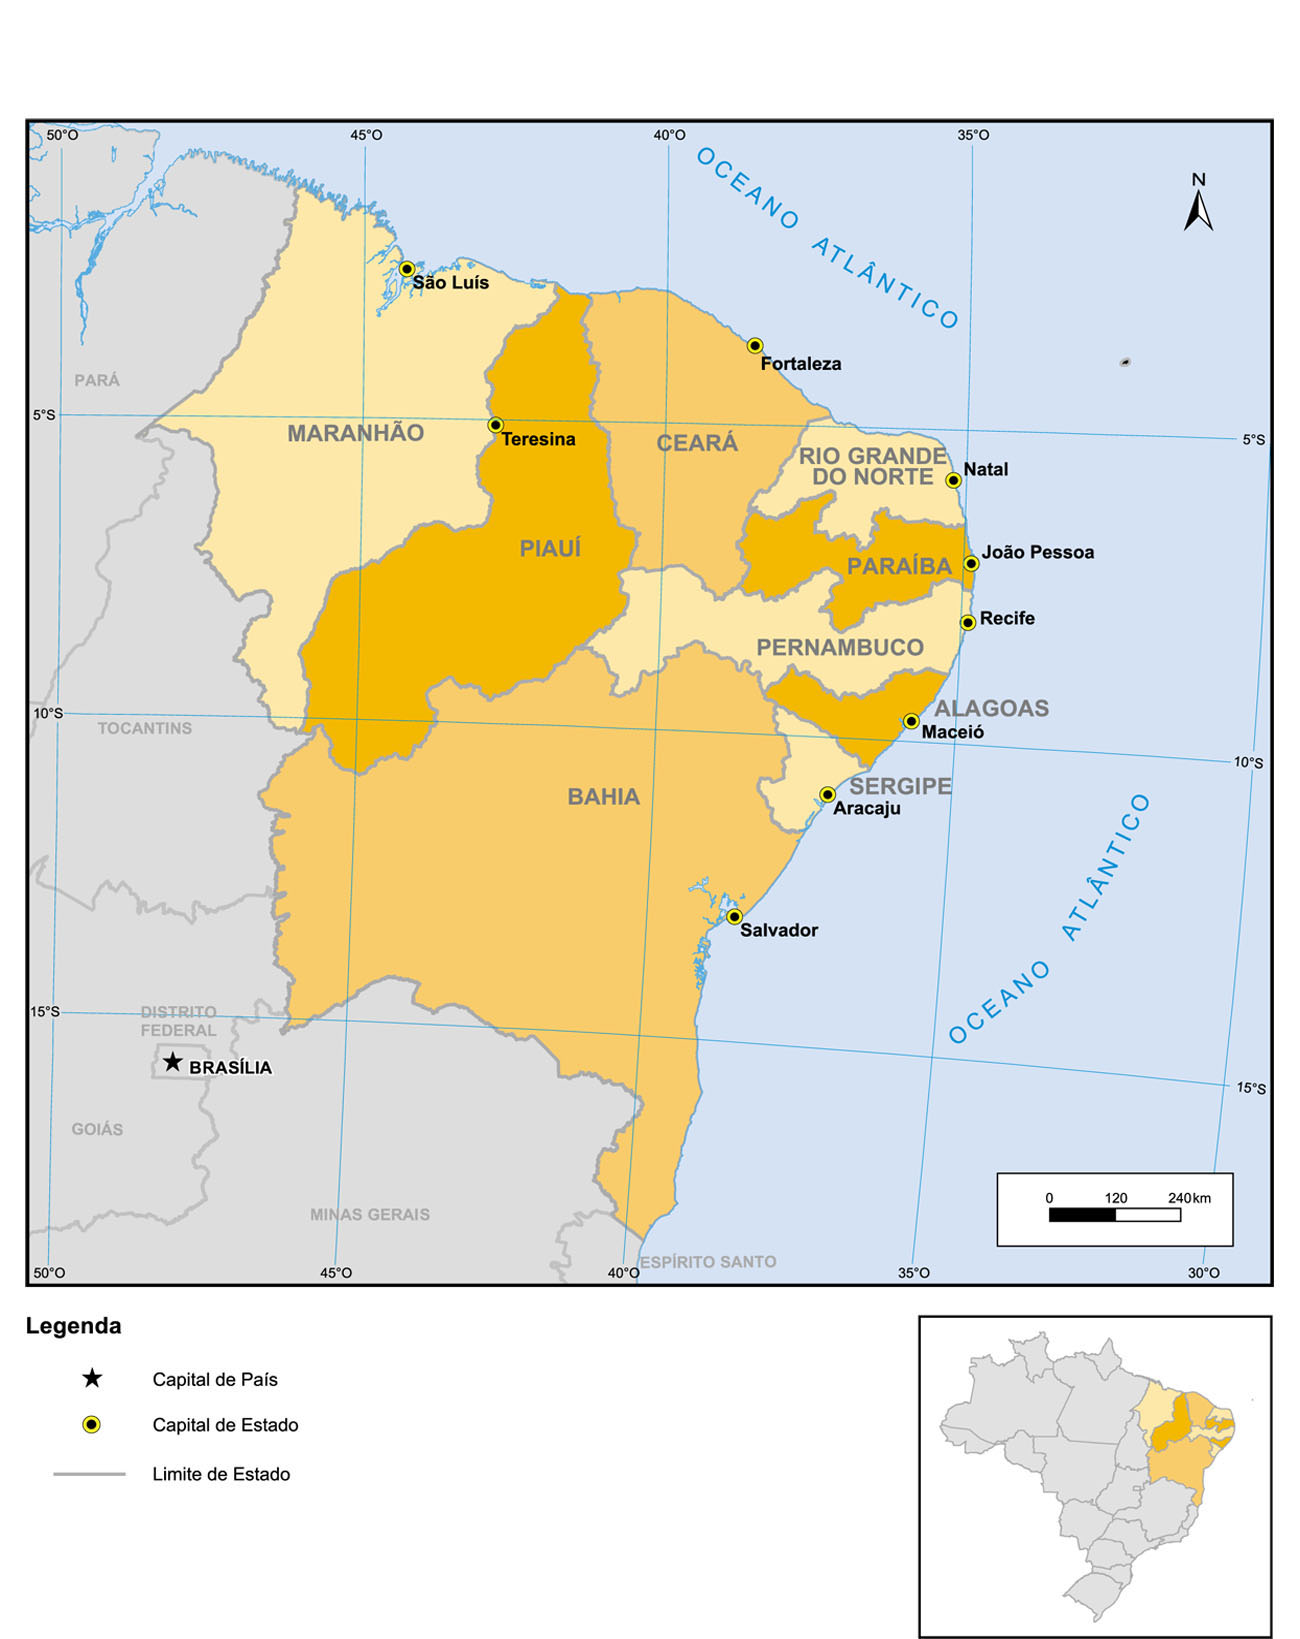 50°O 45°O 40°O 35°O
OCEANO ATLÂNTICO
N
São Luís
Fortaleza
PARÁ
5°S
5°S
MARANHÃO
Teresina
CEARÁ
RIO GRANDE
DO NORTE
Natal
PIAUÍ
PARAÍBA
João Pessoa
Recife
PERNAMBUCO
10°S
TOCANTINS
ALAGOAS
Maceió
10°S
BAHIA
SERGIPE
Aracaju
OCEANO ATLÂNTICO
Salvador
15°S
DISTRITO
FEDERAL
BRASÍLIA
15°S
GOIÁS
0 120 240 km
MINAS GERAIS
ESPÍRITO SANTO
50°O 45°O 40°O 35°O 30°O
Legenda
Capital de País
Capital de Estado
Limite de Estado